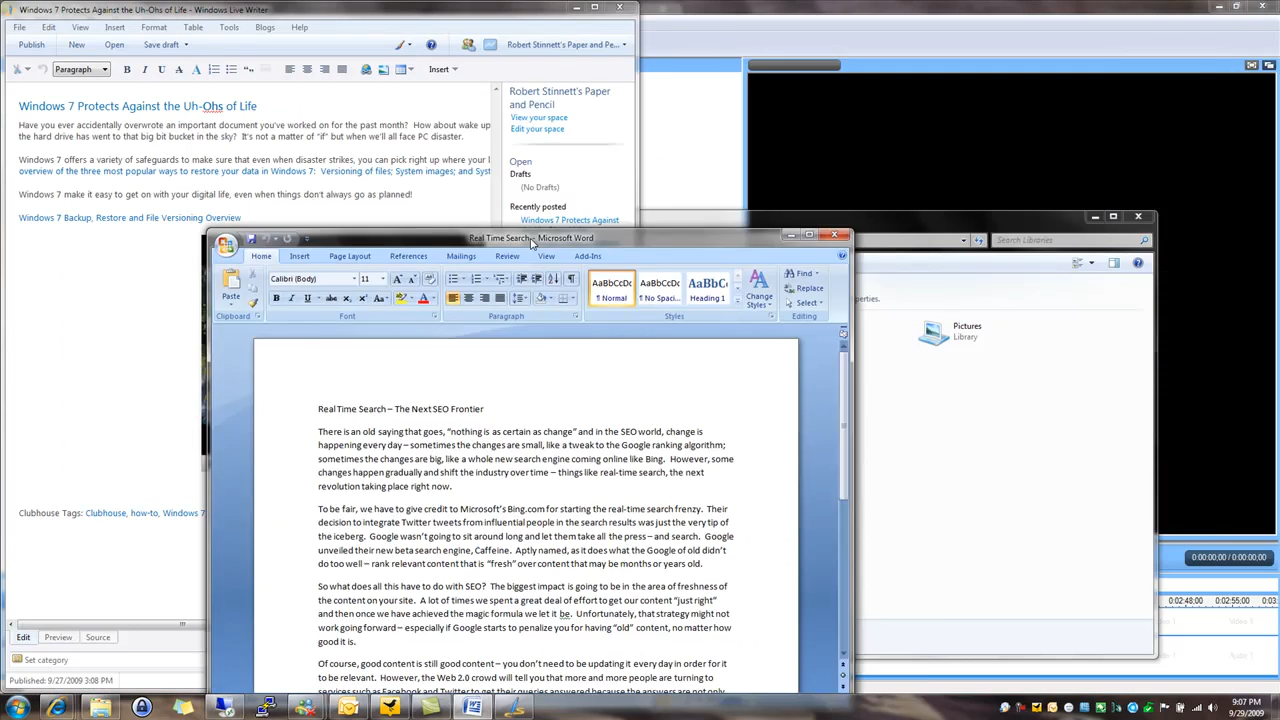 Windows 7 Protects Against the Uh-Ohs of Life - Windows Live Writer
File Edit View Insert Format Table Tools Blogs Help
Publish New Open Save draft
Robert Stinnett's Paper and Pe...
Paragraph B I U A A Insert
Windows 7 Protects Against the Uh-Ohs of Life
Have you ever accidentally overwrote an important document you've worked on for the past month? How about wake up
the hard drive has went to that big bit bucket in the sky? It's not a matter of "if" but when we'll all face PC disaster.
Windows 7 offers a variety of safeguards to make sure that even when disaster strikes, you can pick right up where your l
overview of the three most popular ways to restore your data in Windows 7: Versioning of files; System images; and Syst
Windows 7 make it easy to get on with your digital life, even when things don't always go as planned!
Windows 7 Backup, Restore and File Versioning Overview
Clubhouse Tags: Clubhouse, how-to, Windows 7
Edit Preview Source
Set category
Published: 9/27/2009 3:08 PM
Robert Stinnett's Paper
and Pencil
View your space
Edit your space
Open
Drafts
(No Drafts)
Recently posted
Windows 7 Protects Against
Search Libraries
Pictures
Library
0:00:00;00 / 0:00:00;00
02:48;00 0:02:55;00 0:03
Real Time Search - Microsoft Word
Home Insert Page Layout References Mailings Review View Add-Ins
Paste
Clipboard
Calibri (Body) 11
B I U abc x₂ x² Aa
Font
Paragraph
AaBbCcDc AaBbCcDc AaBbC
¶ Normal ¶ No Spaci... Heading 1
Change
Styles
Styles
Find
Replace
Select
Editing
Real Time Search – The Next SEO Frontier
There is an old saying that goes, "nothing is as certain as change" and in the SEO world, change is
happening every day – sometimes the changes are small, like a tweak to the Google ranking algorithm;
sometimes the changes are big, like a whole new search engine coming online like Bing. However, some
changes happen gradually and shift the industry over time – things like real-time search, the next
revolution taking place right now.
To be fair, we have to give credit to Microsoft's Bing.com for starting the real-time search frenzy. Their
decision to integrate Twitter tweets from influential people in the search results was just the very tip of
the iceberg. Google wasn't going to sit around long and let them take all the press – and search. Google
unveiled their new beta search engine, Caffeine. Aptly named, as it does what the Google of old didn't
do too well – rank relevant content that is "fresh" over content that may be months or years old.
So what does all this have to do with SEO? The biggest impact is going to be in the area of freshness of
the content on your site. A lot of times we spent a great deal of effort to get our content "just right"
and then once we have achieved the magic formula we let it be. Unfortunately, that strategy might not
work going forward – especially if Google starts to penalize you for having "old" content, no matter how
good it is.
Of course, good content is still good content – you don't need to be updating it every day in order for it
to be relevant. However, the Web 2.0 crowd will tell you that more and more people are turning to
services such as Facebook and Twitter to get their queries answered because the answers are not only
9:07 PM
9/29/2009